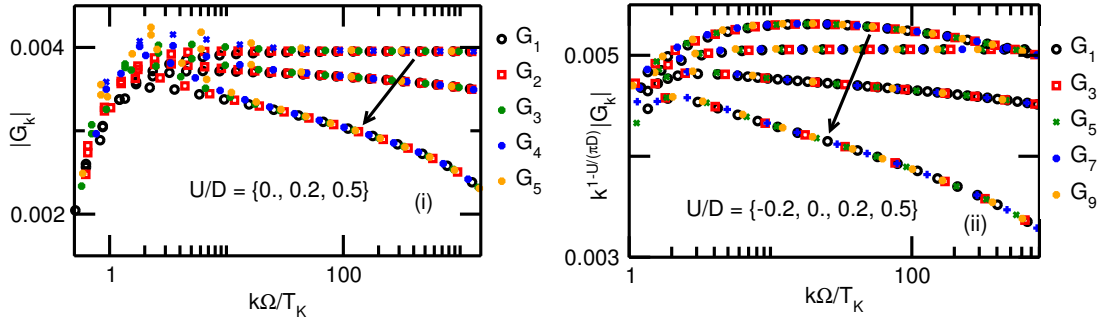 |G_k|
0.004
0.002
1
100
kΩ/T_K
U/D = {0., 0.2, 0.5}
(i)
G_1
G_2
G_3
G_4
G_5
k^{1-U/(πD)}|G_k|
0.005
0.003
1
100
kΩ/T_K
U/D = {-0.2, 0., 0.2, 0.5}
(ii)
G_1
G_3
G_5
G_7
G_9